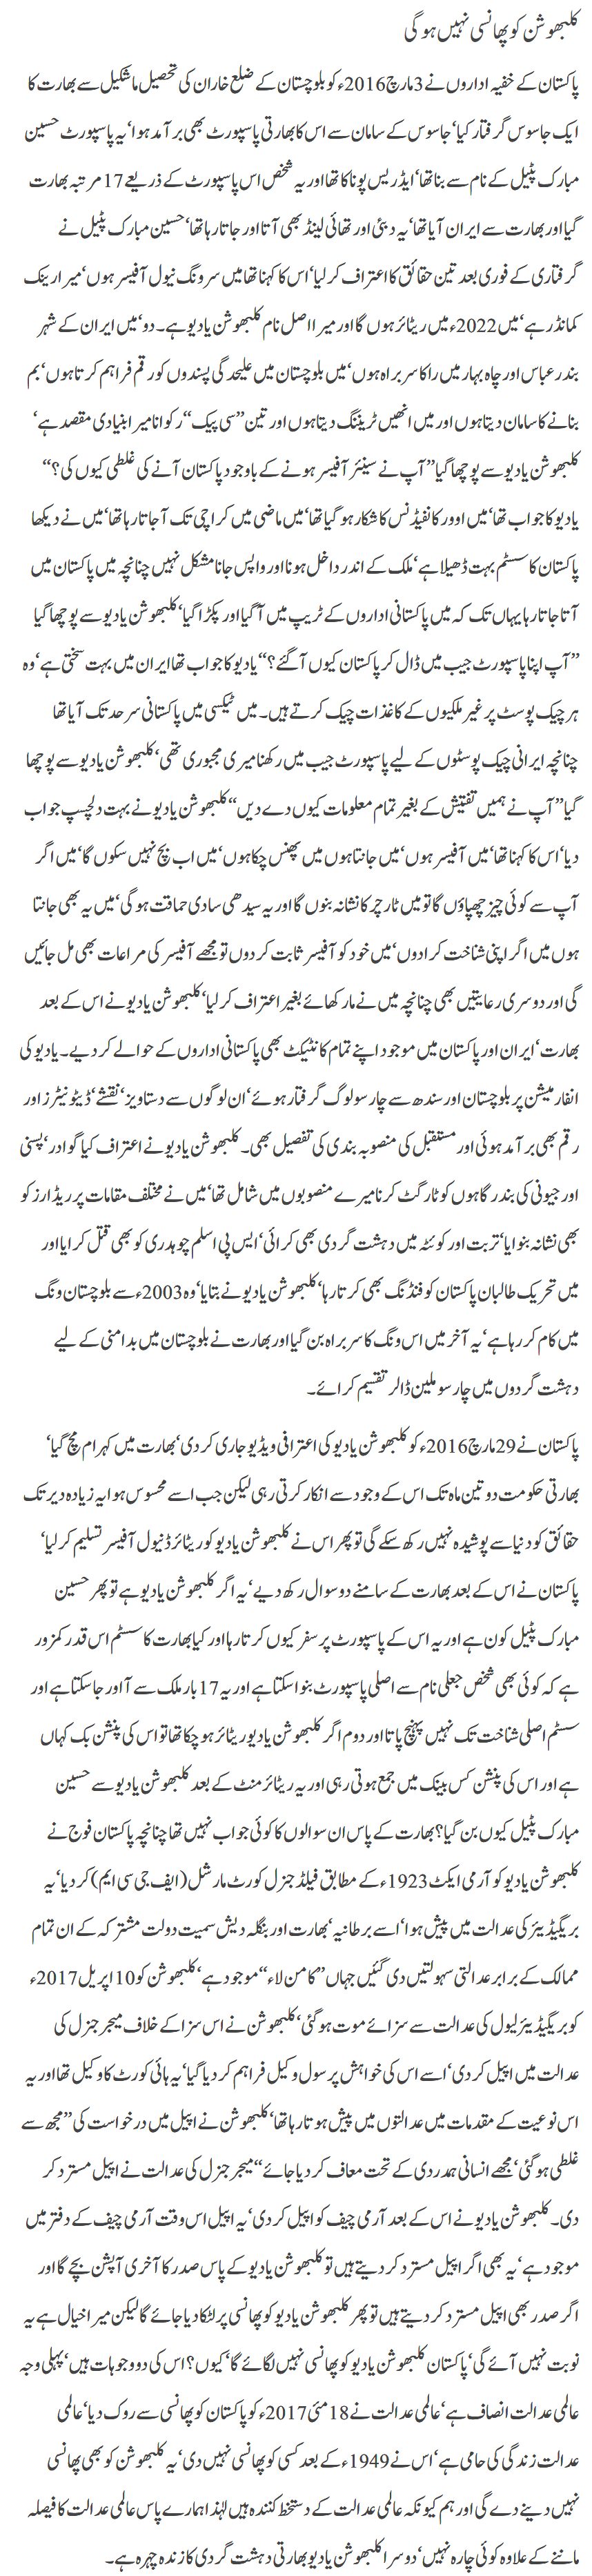 کلبھوشن کو پھانسی نہیں ہو گی
پاکستان کے خفیہ اداروں نے 3 مارچ 2016ء کو بلوچستان کے ضلع خاران کی تحصیل ماشکیل سے بھارت کا
ایک جاسوس گرفتار کیا‘ جاسوس کے سامان سے اس کا بھارتی پاسپورٹ بھی برآمد ہوا‘ یہ پاسپورٹ حسین
مبارک پٹیل کے نام سے بنا تھا‘ ایڈریس پونا کا تھا اور یہ شخص اس پاسپورٹ کے ذریعے 17 مرتبہ بھارت
گیا اور بھارت سے ایران آیا تھا‘ یہ دبئی اور تھائی لینڈ بھی آتا اور جاتا رہا تھا‘ حسین مبارک پٹیل نے
گرفتاری کے فوری بعد تین حقائق کا اعتراف کر لیا‘ اس کا کہنا تھا میں سرونگ نیول آفیسر ہوں‘ میرا رینک
کمانڈر ہے‘ میں 2022ء میں ریٹائر ہوں گا اور میرا اصل نام کلبھوشن یادیو ہے۔ دو‘ میں ایران کے شہر
بندر عباس اور چاہ بہار میں را کا سربراہ ہوں‘ میں بلوچستان میں علیحدگی پسندوں کو رقم فراہم کرتا ہوں‘ بم
بنانے کا سامان دیتا ہوں اور میں انھیں ٹریننگ دیتا ہوں اور تین ’’سی پیک‘‘ رکوانا میرا بنیادی مقصد ہے‘
کلبھوشن یادیو سے پوچھا گیا ’’آپ نے سینئر آفیسر ہونے کے باوجود پاکستان آنے کی غلطی کیوں کی؟‘‘
یادیو کا جواب تھا‘ میں اوور کانفیڈنس کا شکار ہو گیا تھا‘ میں ماضی میں کراچی تک آ جاتا رہا تھا‘ میں نے دیکھا
پاکستان کا سسٹم بہت ڈھیلا ہے‘ ملک کے اندر داخل ہونا اور واپس جانا مشکل نہیں چنانچہ میں پاکستان میں
آتا جاتا رہا یہاں تک کہ میں پاکستانی اداروں کے ٹریپ میں آ گیا اور پکڑا گیا‘ کلبھوشن یادیو سے پوچھا گیا
’’آپ اپنا پاسپورٹ جیب میں ڈال کر پاکستان کیوں آ گئے؟‘‘ یادیو کا جواب تھا ایران میں بہت سختی ہے‘ وہ
ہر چیک پوسٹ پر غیر ملکیوں کے کاغذات چیک کرتے ہیں۔ میں ٹیکسی میں پاکستانی سرحد تک آیا تھا
چنانچہ ایرانی چیک پوسٹوں کے لیے پاسپورٹ جیب میں رکھنا میری مجبوری تھی‘ کلبھوشن یادیو سے پوچھا
گیا ’’آپ نے ہمیں تفتیش کے بغیر تمام معلومات کیوں دے دیں‘‘ کلبھوشن یادیو نے بہت دلچسپ جواب
دیا‘ اس کا کہنا تھا‘ میں آفیسر ہوں‘ میں جانتا ہوں میں پھنس چکا ہوں‘ میں اب بچ نہیں سکوں گا‘ میں اگر
آپ سے کوئی چیز چھپاؤں گا تو میں ٹارچر کا نشانہ بنوں گا اور یہ سیدھی سادی حماقت ہو گی‘ میں یہ بھی جانتا
ہوں میں اگر اپنی شناخت کرا دوں‘ میں خود کو آفیسر ثابت کر دوں تو مجھے آفیسر کی مراعات بھی مل جائیں
گی اور دوسری رعایتیں بھی چنانچہ میں نے مار کھائے بغیر اعتراف کر لیا‘ کلبھوشن یادیو نے اس کے بعد
بھارت‘ ایران اور پاکستان میں موجود اپنے تمام کانٹیکٹ بھی پاکستانی اداروں کے حوالے کر دیے۔ یادیو کی
انفارمیشن پر بلوچستان اور سندھ سے چار سو لوگ گرفتار ہوئے‘ ان لوگوں سے دستاویز‘ نقشے‘ ڈیٹونیٹرز اور
رقم بھی برآمد ہوئی اور مستقبل کی منصوبہ بندی کی تفصیل بھی۔ کلبھوشن یادیو نے اعتراف کیا گوادر‘ پسنی
اور جیونی کی بندرگاہوں کو ٹارگٹ کرنا میرے منصوبوں میں شامل تھا‘ میں نے مختلف مقامات پر ریڈارز کو
بھی نشانہ بنوایا‘ تربت اور کوئٹہ میں دہشت گردی بھی کرائی‘ ایس پی اسلم چوہدری کو بھی قتل کرایا اور
میں تحریک طالبان پاکستان کو فنڈنگ بھی کرتا رہا‘ کلبھوشن یادیو نے بتایا‘ وہ 2003ء سے بلوچستان ونگ
میں کام کر رہا ہے‘ یہ آخر میں اس ونگ کا سربراہ بن گیا اور بھارت نے بلوچستان میں بدامنی کے لیے
دہشت گردوں میں چار سو ملین ڈالر تقسیم کرائے۔
پاکستان نے 29 مارچ 2016ء کو کلبھوشن یادیو کی اعترافی ویڈیو جاری کر دی‘ بھارت میں کہرام مچ گیا‘
بھارتی حکومت دو تین ماہ تک اس کے وجود سے انکار کرتی رہی لیکن جب اسے محسوس ہوا یہ زیادہ دیر تک
حقائق کو دنیا سے پوشیدہ نہیں رکھ سکے گی تو پھر اس نے کلبھوشن یادیو کو ریٹائرڈ نیول آفیسر تسلیم کر لیا‘
پاکستان نے اس کے بعد بھارت کے سامنے دو سوال رکھ دیے‘ یہ اگر کلبھوشن یادیو ہے تو پھر حسین
مبارک پٹیل کون ہے اور یہ اس کے پاسپورٹ پر سفر کیوں کرتا رہا اور کیا بھارت کا سسٹم اس قدر کمزور
ہے کہ کوئی بھی شخص جعلی نام سے اصلی پاسپورٹ بنوا سکتا ہے اور یہ 17 بار ملک سے آ اور جا سکتا ہے اور
سسٹم اصلی شناخت تک نہیں پہنچ پاتا اور دوم اگر کلبھوشن یادیو ریٹائر ہو چکا تھا تو اس کی پنشن بک کہاں
ہے اور اس کی پنشن کس بینک میں جمع ہوتی رہی اور یہ ریٹائرمنٹ کے بعد کلبھوشن یادیو سے حسین
مبارک پٹیل کیوں بن گیا؟ بھارت کے پاس ان سوالوں کا کوئی جواب نہیں تھا چنانچہ پاکستان فوج نے
کلبھوشن یادیو کو آرمی ایکٹ 1923ء کے مطابق فیلڈ جنرل کورٹ مارشل (ایف جی سی ایم) کر دیا‘ یہ
بریگیڈیئر کی عدالت میں پیش ہوا‘ اسے برطانیہ‘ بھارت اور بنگلہ دیش سمیت دولت مشترکہ کے ان تمام
ممالک کے برابر عدالتی سہولتیں دی گئیں جہاں ’’کامن لاء‘‘ موجود ہے‘ کلبھوشن کو 10 اپریل 2017ء
کو بریگیڈیئر لیول کی عدالت سے سزائے موت ہو گئی‘ کلبھوشن نے اس سزا کے خلاف میجر جنرل کی
عدالت میں اپیل کر دی‘ اسے اس کی خواہش پر سول وکیل فراہم کر دیا گیا‘ یہ ہائی کورٹ کا وکیل تھا اور یہ
اس نوعیت کے مقدمات میں عدالتوں میں پیش ہوتا رہا تھا‘ کلبھوشن نے اپیل میں درخواست کی ’’مجھ سے
غلطی ہو گئی‘ مجھے انسانی ہمدردی کے تحت معاف کر دیا جائے‘‘ میجر جنرل کی عدالت نے اپیل مسترد کر
دی۔ کلبھوشن یادیو نے اس کے بعد آرمی چیف کو اپیل کر دی‘ یہ اپیل اس وقت آرمی چیف کے دفتر میں
موجود ہے‘ یہ بھی اگر اپیل مسترد کر دیتے ہیں تو کلبھوشن یادیو کے پاس صدر کا آخری آپشن بچے گا اور
اگر صدر بھی اپیل مسترد کر دیتے ہیں تو پھر کلبھوشن یادیو کو پھانسی پر لٹکا دیا جائے گا لیکن میرا خیال ہے یہ
نوبت نہیں آئے گی‘ پاکستان کلبھوشن یادیو کو پھانسی نہیں لگائے گا‘ کیوں؟ اس کی دو وجوہات ہیں‘ پہلی وجہ
عالمی عدالت انصاف ہے‘ عالمی عدالت نے 18 مئی 2017ء کو پاکستان کو پھانسی سے روک دیا‘ عالمی
عدالت زندگی کی حامی ہے‘ اس نے 1949ء کے بعد کسی کو پھانسی نہیں دی‘ یہ کلبھوشن کو بھی پھانسی
نہیں دینے دے گی اور ہم کیونکہ عالمی عدالت کے دستخط کنندہ ہیں لہٰذا ہمارے پاس عالمی عدالت کا فیصلہ
ماننے کے علاوہ کوئی چارہ نہیں‘ دوسرا کلبھوشن یادیو بھارتی دہشت گردی کا زندہ چہرہ ہے۔